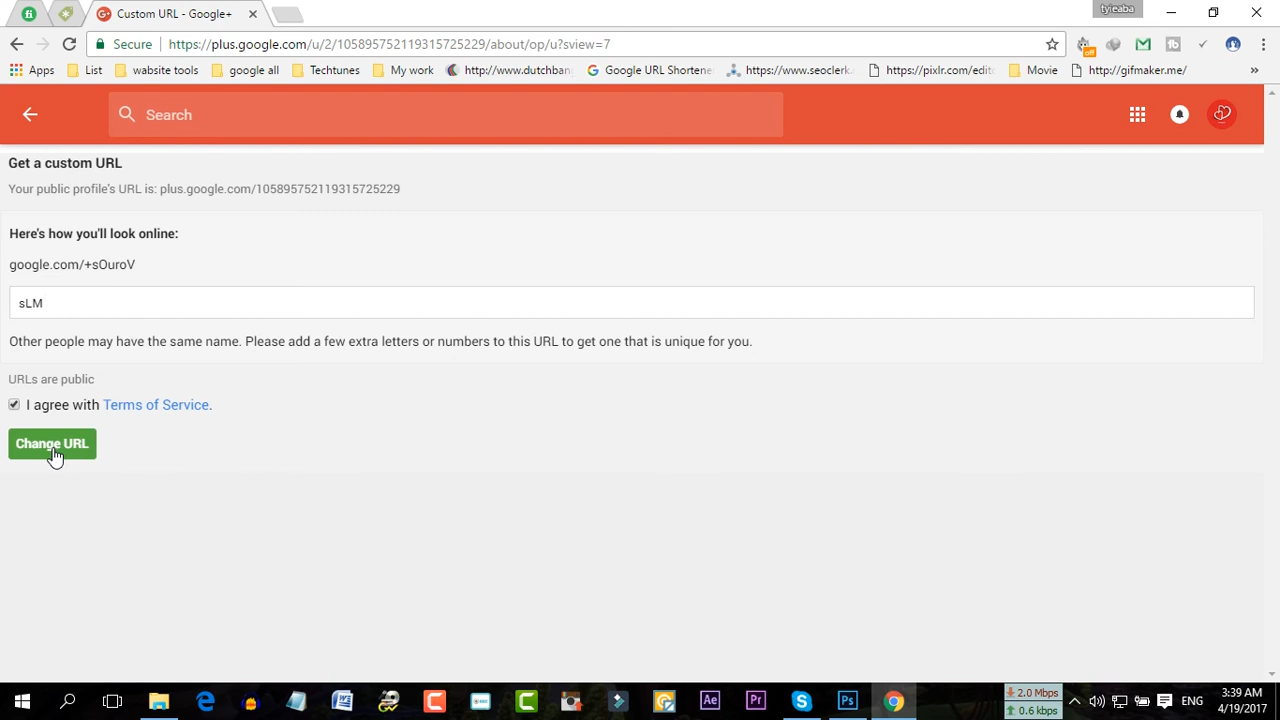 Custom URL - Google+
tyieaba
Secure
https://plus.google.com/u/2/105895752119315725229/about/op/u?sview=7
off
Apps
List
wabsite tools
google all
Techtunes
My work
http://www.dutchban
Google URL Shortene
https://www.seoclerk.
https://pixlr.com/edito
Movie
http://gifmaker.me/
»
Search
Get a custom URL
Your public profile's URL is: plus.google.com/105895752119315725229
Here's how you'll look online:
google.com/+sOuroV
sLM
Other people may have the same name. Please add a few extra letters or numbers to this URL to get one that is unique for you.
URLs are public
I agree with Terms of Service.
Change URL
2.0 Mbps
0.6 kbps
ENG
3:39 AM
4/19/2017